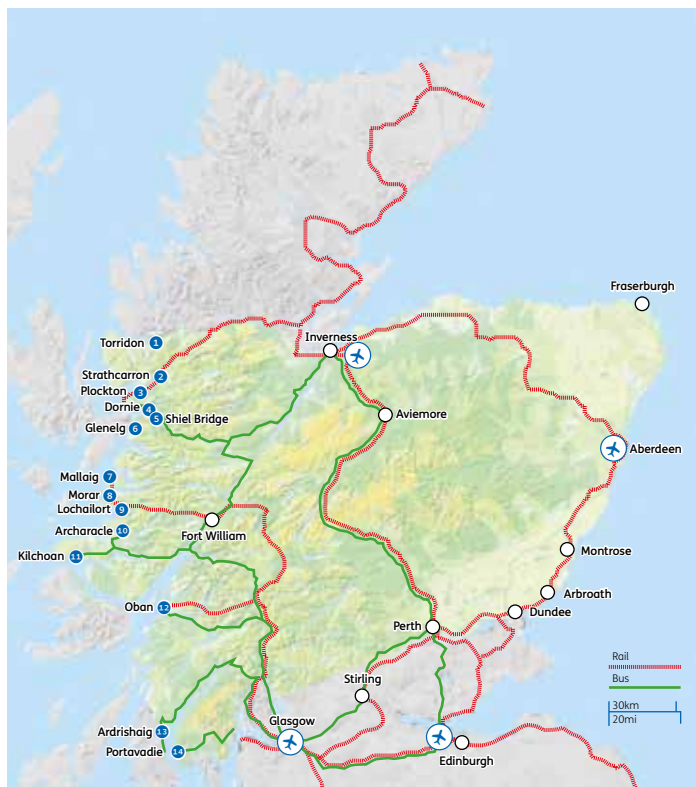 Fraserburgh
Inverness
Torridon 1
Strathcarron 2
Plockton 3
Dornie 4
5 Shiel Bridge
Glenelg 6
Aviemore
Aberdeen
Mallaig 7
Morar 8
Lochailort 9
Archaracle 10
Fort William
Kilchoan 11
Montrose
Arbroath
Oban 12
Dundee
Perth
Rail
Bus
Stirling
30km
20mi
Glasgow
Ardrishaig 13
Portavadie 14
Edinburgh